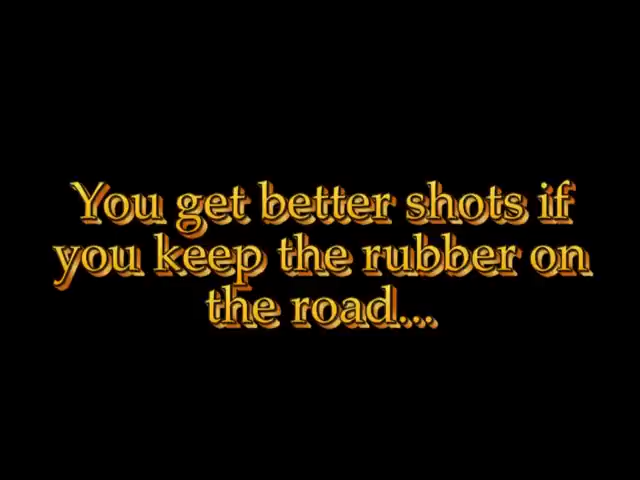 You get better shots if
you keep the rubber on
the road...